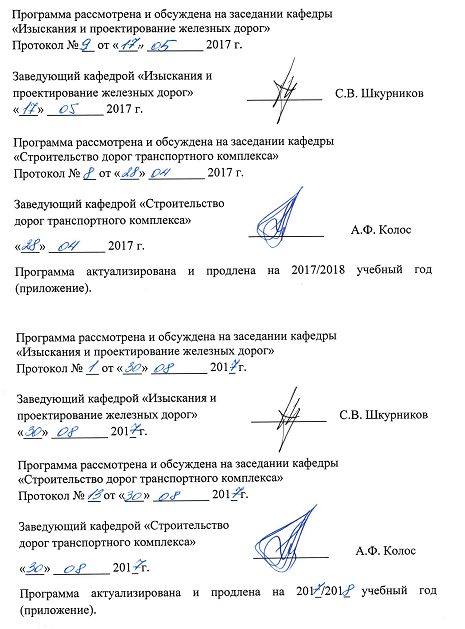 Программа рассмотрена и обсуждена на заседании кафедры
«Изыскания и проектирование железных дорог»
Протокол № 9 от «17» 05 2017 г.
Заведующий кафедрой «Изыскания и
проектирование железных дорог» С.В. Шкурников
«17» 05 2017 г.
Программа рассмотрена и обсуждена на заседании кафедры
«Строительство дорог транспортного комплекса»
Протокол № 8 от «28» 04 2017 г.
Заведующий кафедрой «Строительство
дорог транспортного комплекса» А.Ф. Колос
«28» 04 2017 г.
Программа актуализирована и продлена на 2017/2018 учебный год
(приложение).
Программа рассмотрена и обсуждена на заседании кафедры
«Изыскания и проектирование железных дорог»
Протокол № 1 от «30» 08 2017г.
Заведующий кафедрой «Изыскания и
проектирование железных дорог» С.В. Шкурников
«30» 08 2017г.
Программа рассмотрена и обсуждена на заседании кафедры
«Строительство дорог транспортного комплекса»
Протокол № 13 от «30» 08 2017г.
Заведующий кафедрой «Строительство
дорог транспортного комплекса» А.Ф. Колос
«30» 08 2017г.
Программа актуализирована и продлена на 2017/2018 учебный год
(приложение).